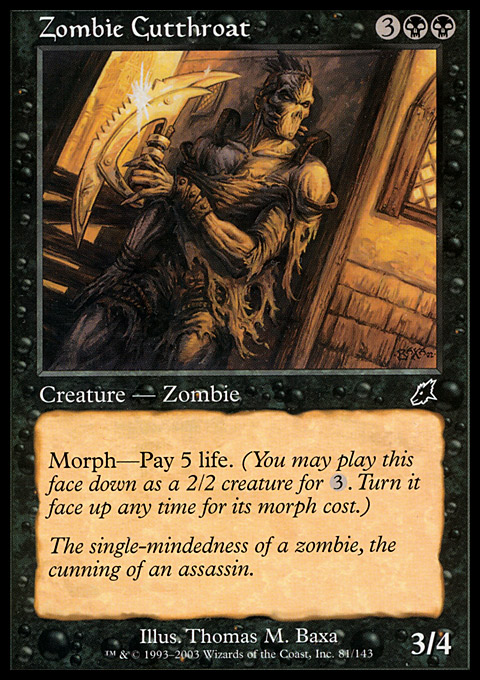 Zombie Cutthroat 3
Creature — Zombie
Morph—Pay 5 life. (You may play this
face down as a 2/2 creature for 3. Turn it
face up any time for its morph cost.)
The single-mindedness of a zombie, the
cunning of an assassin.
Illus. Thomas M. Baxa
™ & © 1993–2003 Wizards of the Coast, Inc. 81/143
3/4